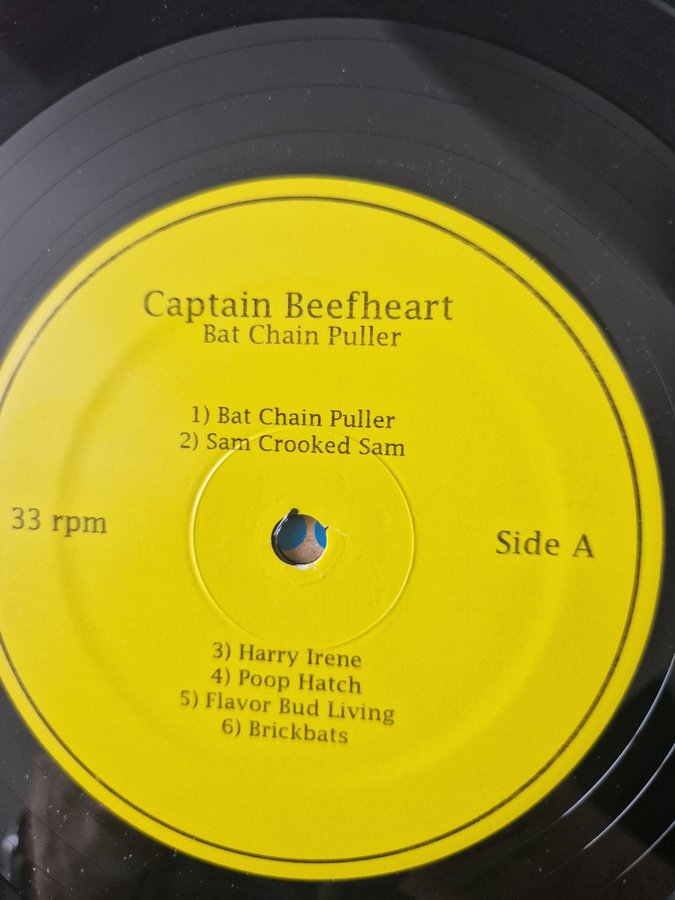 Captain Beefheart
Bat Chain Puller
1) Bat Chain Puller
2) Sam Crooked Sam
33 rpm
Side A
3) Harry Irene
4) Poop Hatch
5) Flavor Bud Living
6) Brickbats